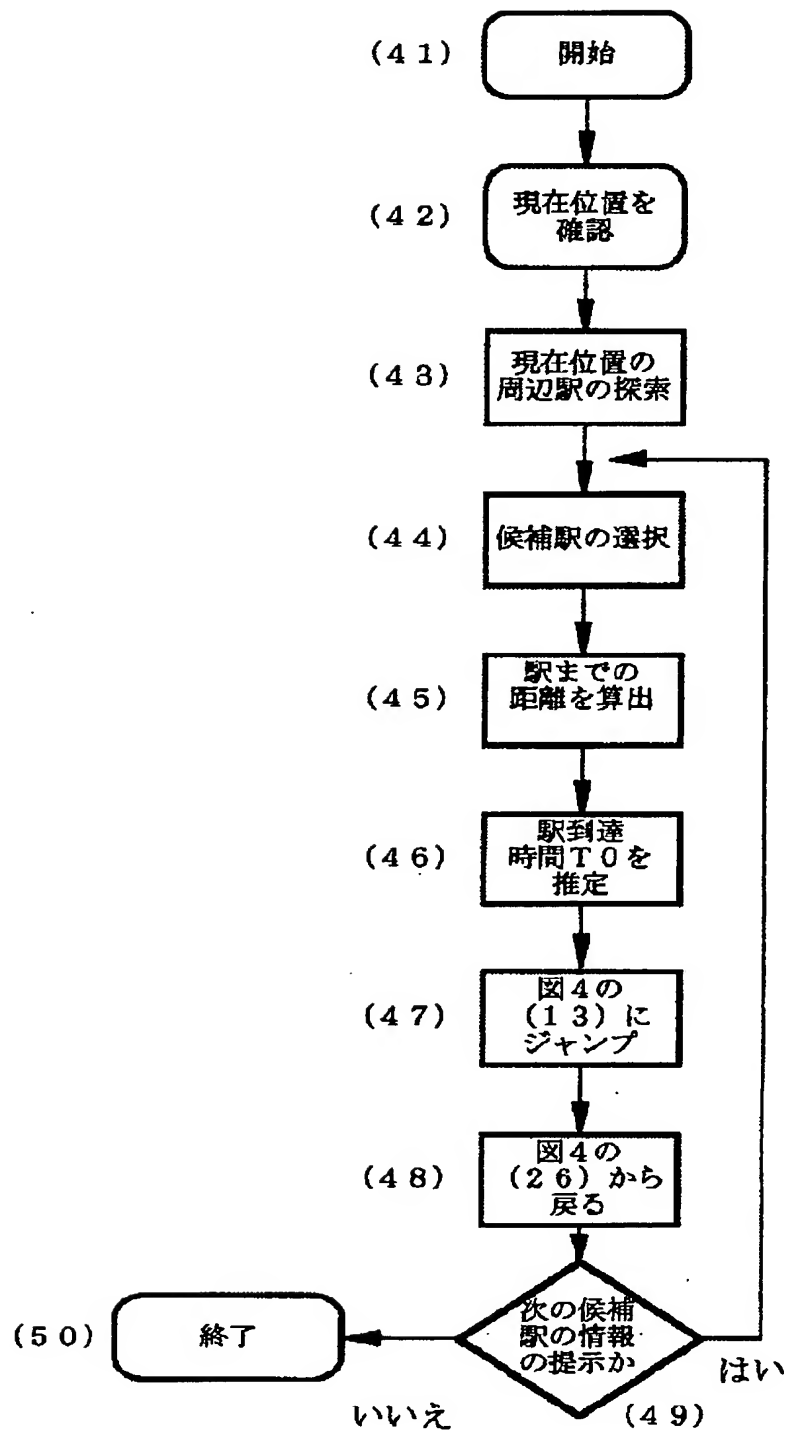 (41) 開始
(42) 現在位置を
確認
(43) 現在位置の
周辺駅の探索
(44) 候補駅の選択
(45) 駅までの
距離を算出
(46) 駅到達
時間T0を
推定
(47) 図4の
(13)に
ジャンプ
(48) 図4の
(26)から
戻る
次の候補
駅の情報
の提示か
(49)
はい
いいえ
(50) 終了